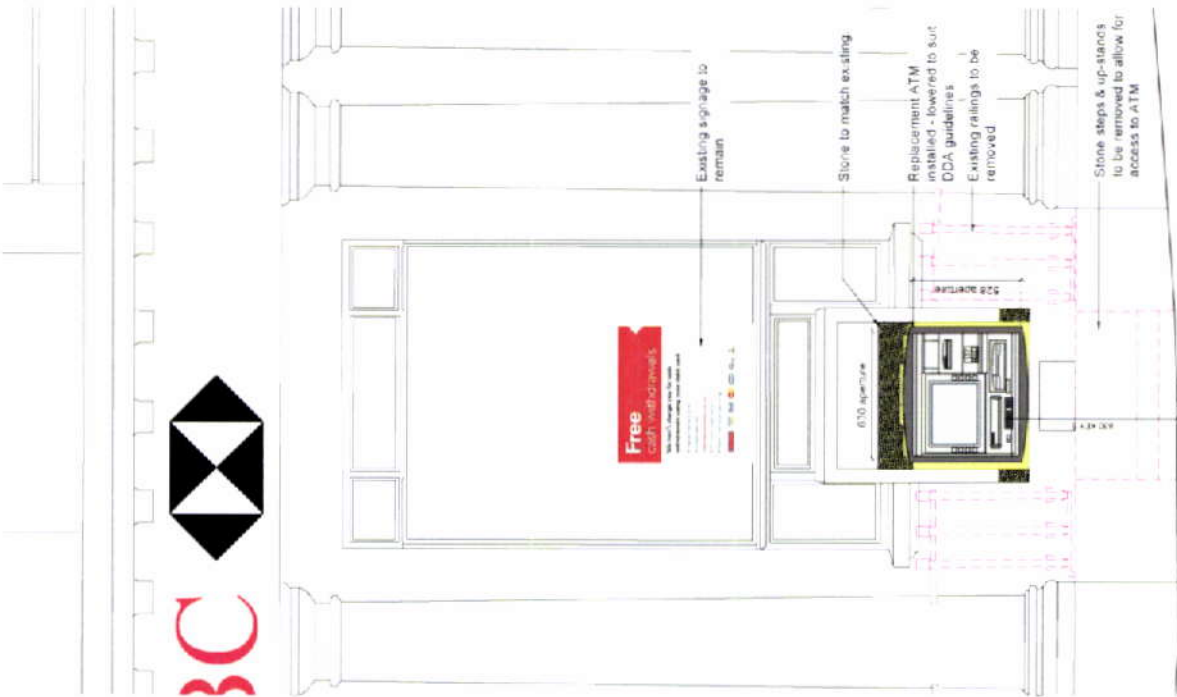 BC
Free
cash withdrawals
Existing signage to
remain
Stone to match existing
Replacement ATM
installed - lowered to suit
DDA guidelines
Existing railings to be
removed
Stone steps & up-stands
to be removed to allow for
access to ATM
630 aperture
528 aperture